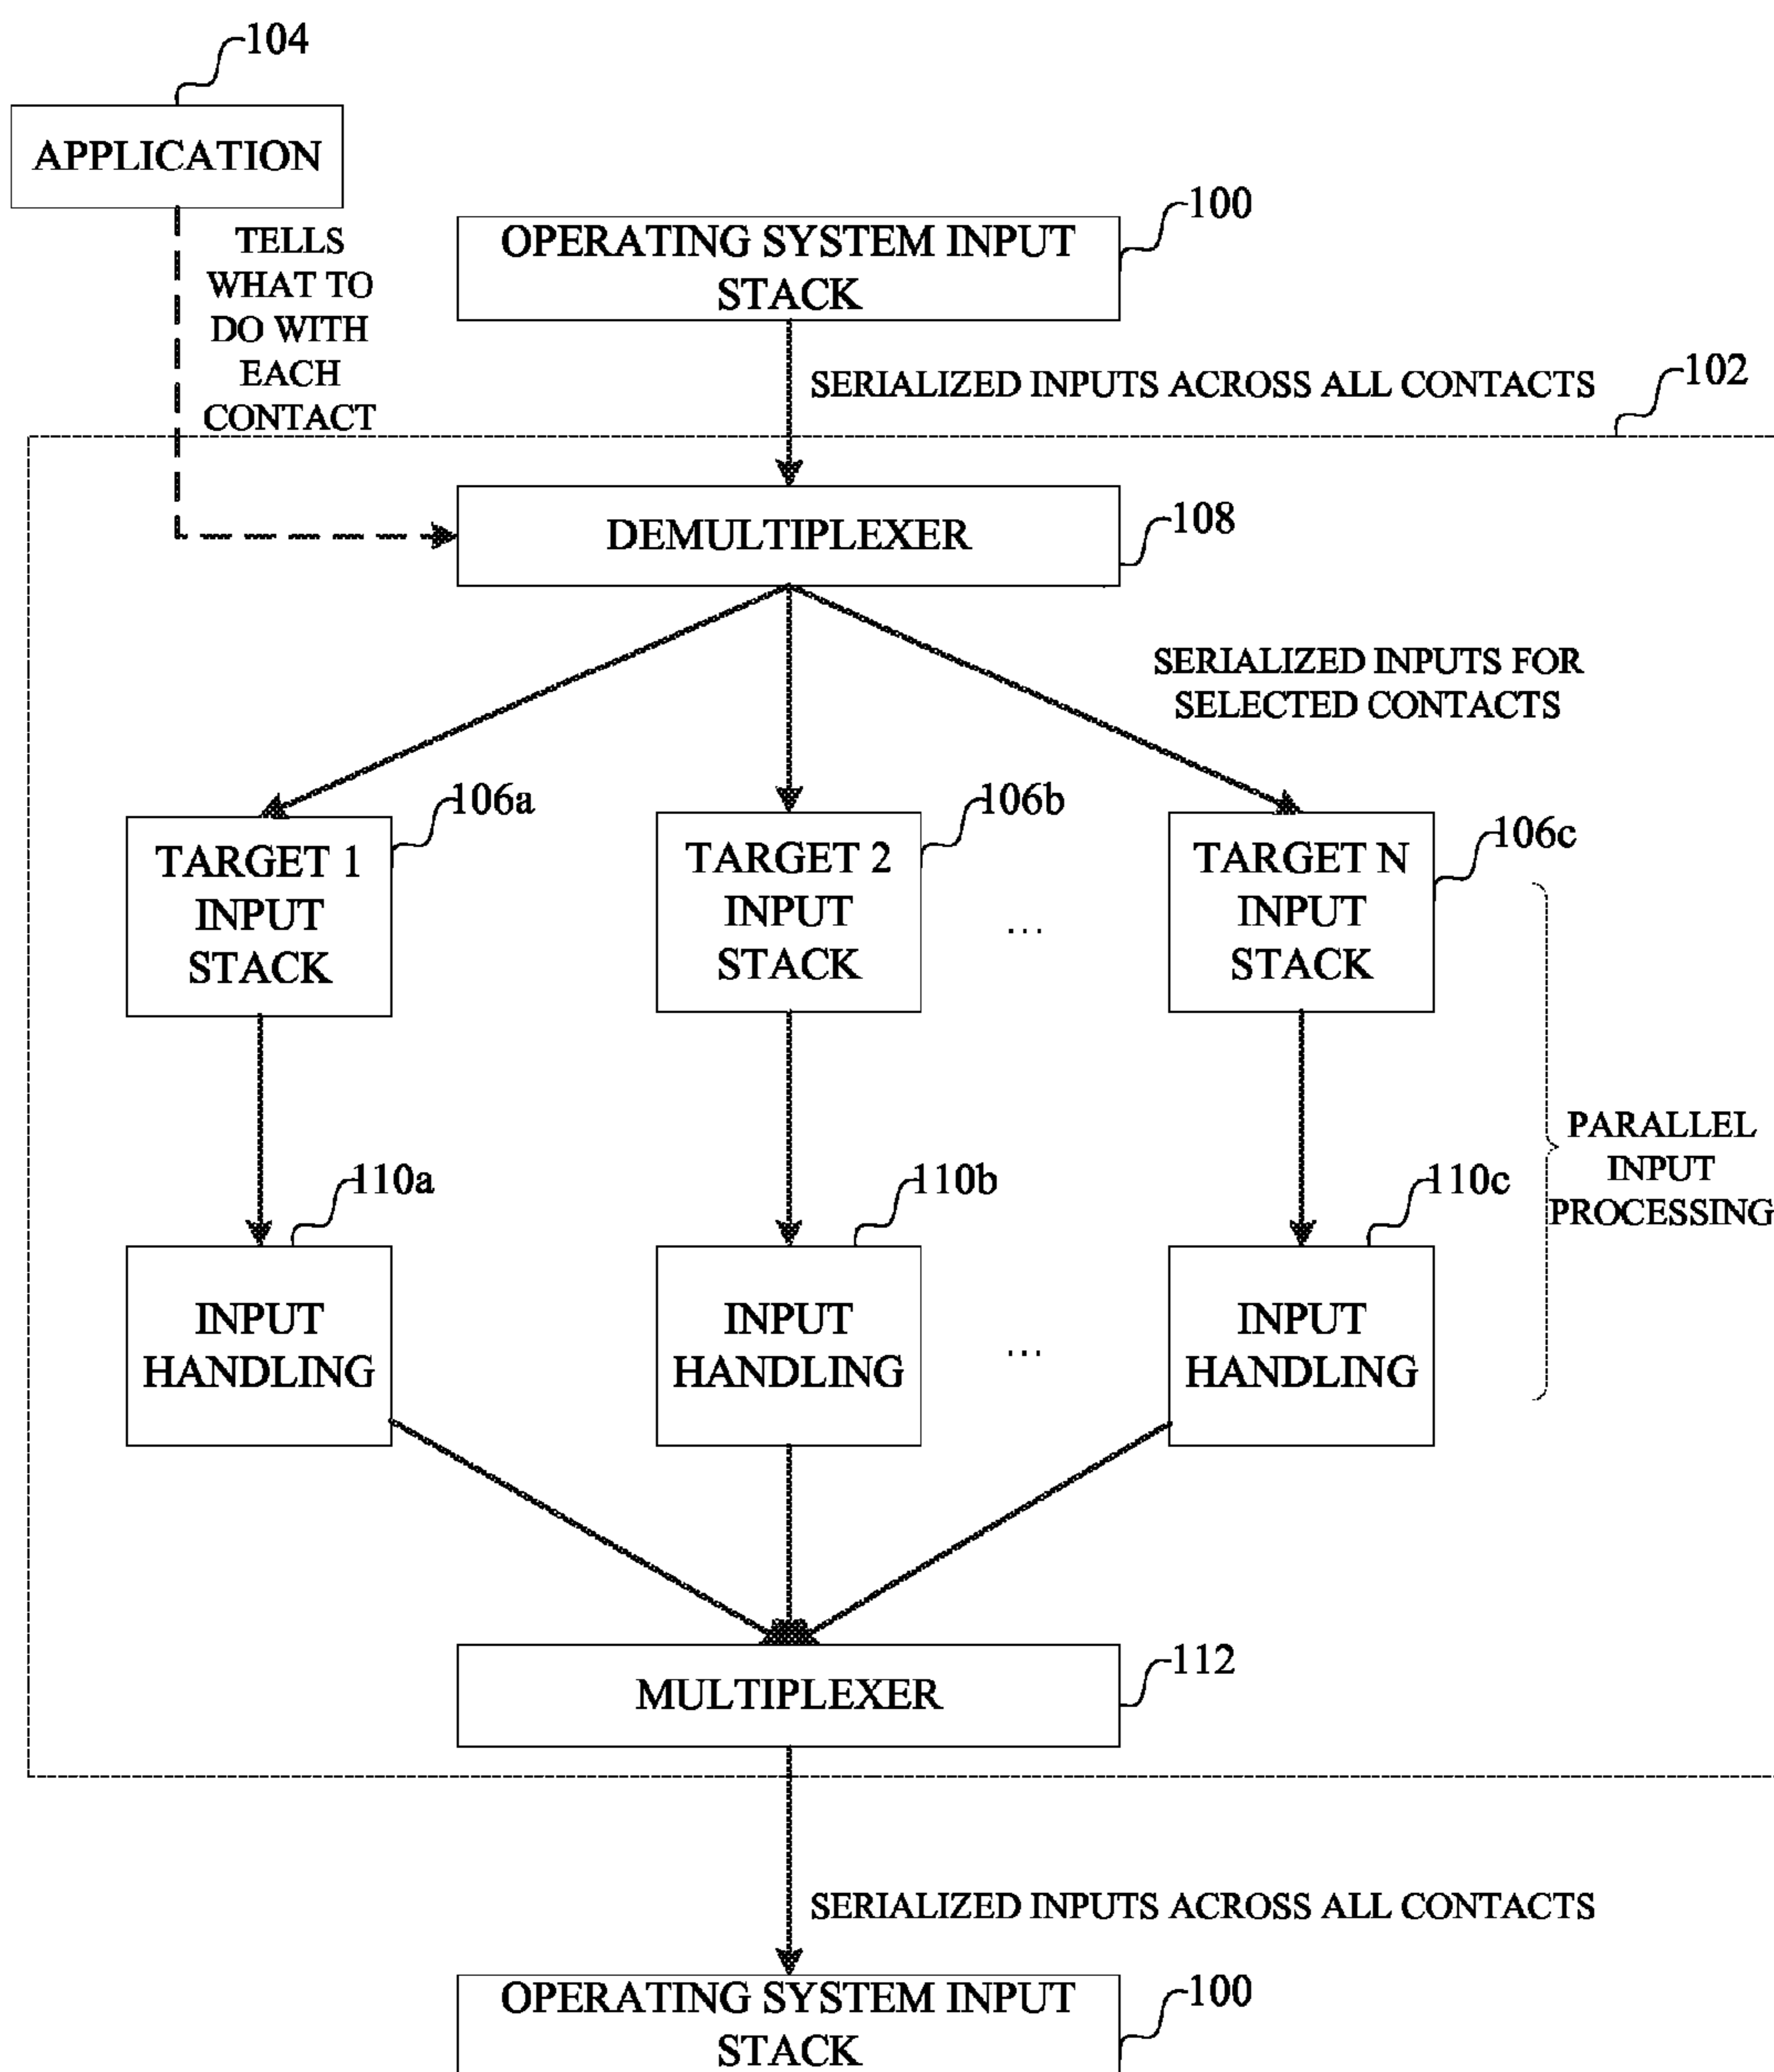 104
APPLICATION
TELLS
WHAT TO
DO WITH
EACH
CONTACT
100
OPERATING SYSTEM INPUT
STACK
SERIALIZED INPUTS ACROSS ALL CONTACTS
102
DEMULTIPLEXER
108
SERIALIZED INPUTS FOR
SELECTED CONTACTS
106a
TARGET 1
INPUT
STACK
106b
TARGET 2
INPUT
STACK
...
106c
TARGET N
INPUT
STACK
PARALLEL
INPUT
PROCESSING
110a
INPUT
HANDLING
110b
INPUT
HANDLING
...
110c
INPUT
HANDLING
MULTIPLEXER
112
SERIALIZED INPUTS ACROSS ALL CONTACTS
OPERATING SYSTEM INPUT
STACK
100